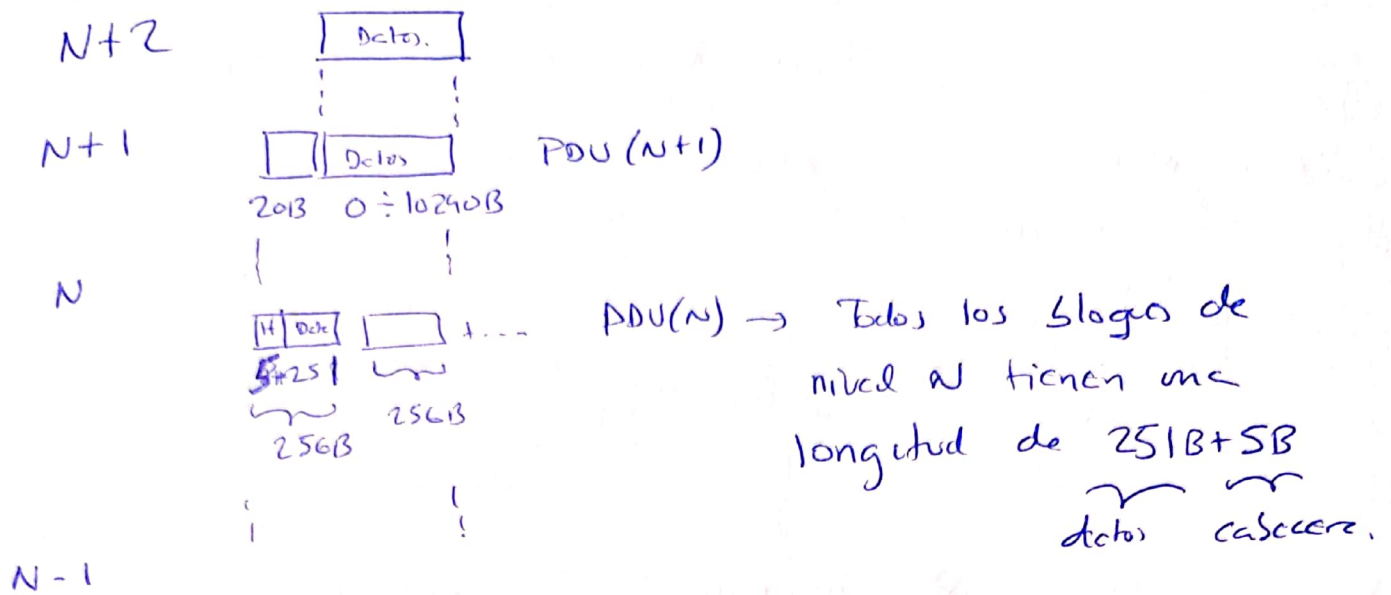 N+2
Datos.
N+1
Datos
PDU (N+1)
20B 0 ÷ 10240B
N
H Dat
+....
PDU(N) → Todos los bloques de
5+251
nivel N tienen una
256B
256B
longitud de 251B+5B
datos cabecera.
N-1